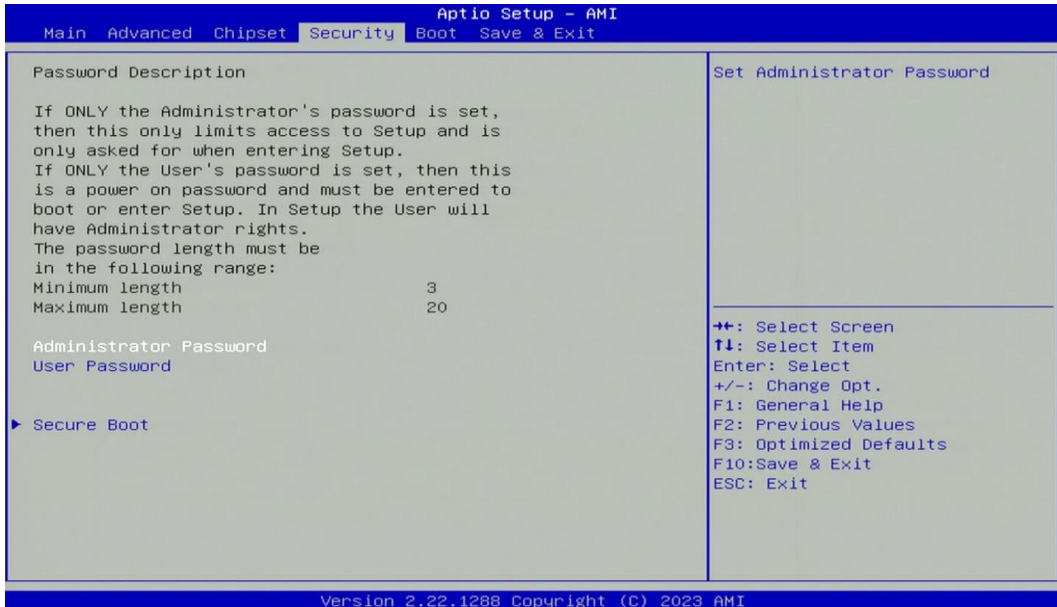 Aptio Setup – AMI
Main Advanced Chipset Security Boot Save & Exit
Password Description
If ONLY the Administrator's password is set,
then this only limits access to Setup and is
only asked for when entering Setup.
If ONLY the User's password is set, then this
is a power on password and must be entered to
boot or enter Setup. In Setup the User will
have Administrator rights.
The password length must be
in the following range:
Minimum length 3
Maximum length 20
Administrator Password
User Password
▶ Secure Boot
Set Administrator Password
→←: Select Screen
↑↓: Select Item
Enter: Select
+/-: Change Opt.
F1: General Help
F2: Previous Values
F3: Optimized Defaults
F10:Save & Exit
ESC: Exit
Version 2.22.1288 Copyright (C) 2023 AMI